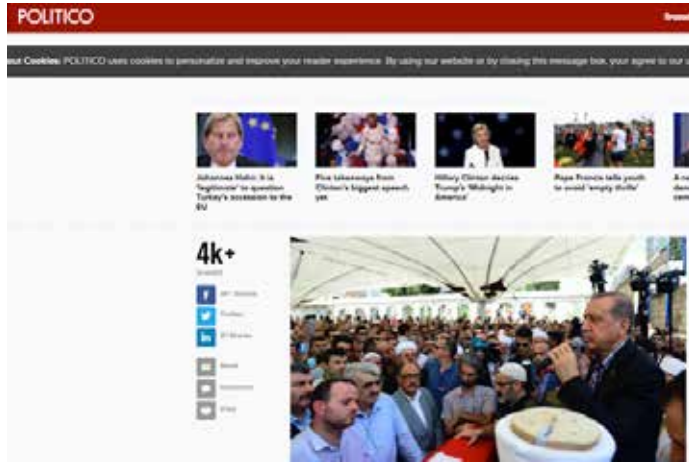 POLITICO
out Cookies: POLITICO uses cookies to personalize and improve your reader experience. By using our website or by closing this message box, your agree to our
Johannes Hahn: It is
'legitimate' to question
Turkey's accession to the
EU
Five takeaways from
Clinton's biggest speech
yet
Hillary Clinton decries
Trump's 'Midnight in
America'
Pope Francis tells youth
to avoid 'empty thrills'
4k+
SHARES
Twitter